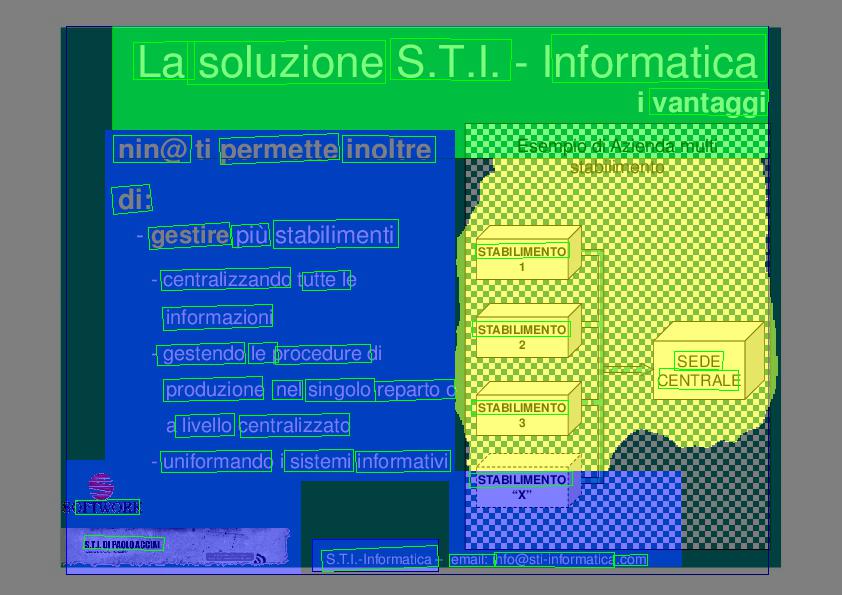 La soluzione S.T.I. - Informatica
i vantaggi
nin@ ti permette inoltre
di:
- gestire più stabilimenti
- centralizzando tutte le
informazioni
- gestendo le procedure di
produzione nel singolo reparto o
a livello centralizzato
- uniformando i sistemi informativi
Esempio di Azienda multi
stabilimento
STABILIMENTO
1
STABILIMENTO
2
STABILIMENTO
3
STABILIMENTO
“X”
SEDE
CENTRALE
SOFTWORK
S.T.I. DI PAOLO ACCIAI
S.T.I.-Informatica - email: info@sti-informatica.com